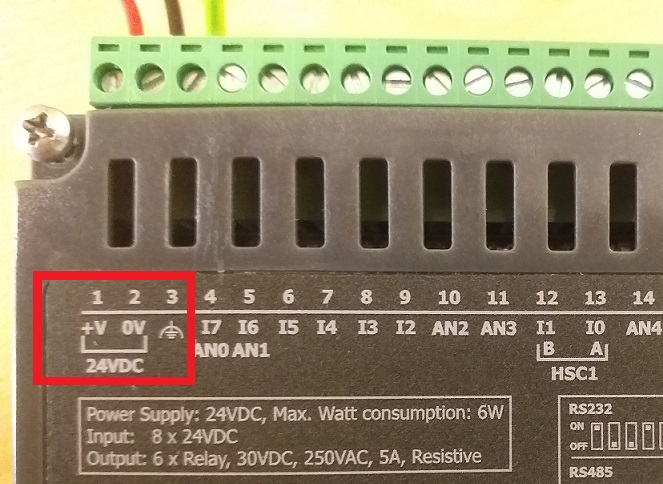 1 2 3 4 5 6 7 8 9 10 11 12 13 14
+V 0V I7 I6 I5 I4 I3 I2 AN2 AN3 I1 I0 AN4
AN0 AN1 B A
24VDC HSC1
Power Supply: 24VDC, Max. Watt consumption: 6W
Input: 8 x 24VDC
Output: 6 x Relay, 30VDC, 250VAC, 5A, Resistive
RS232
ON
OFF
RS485